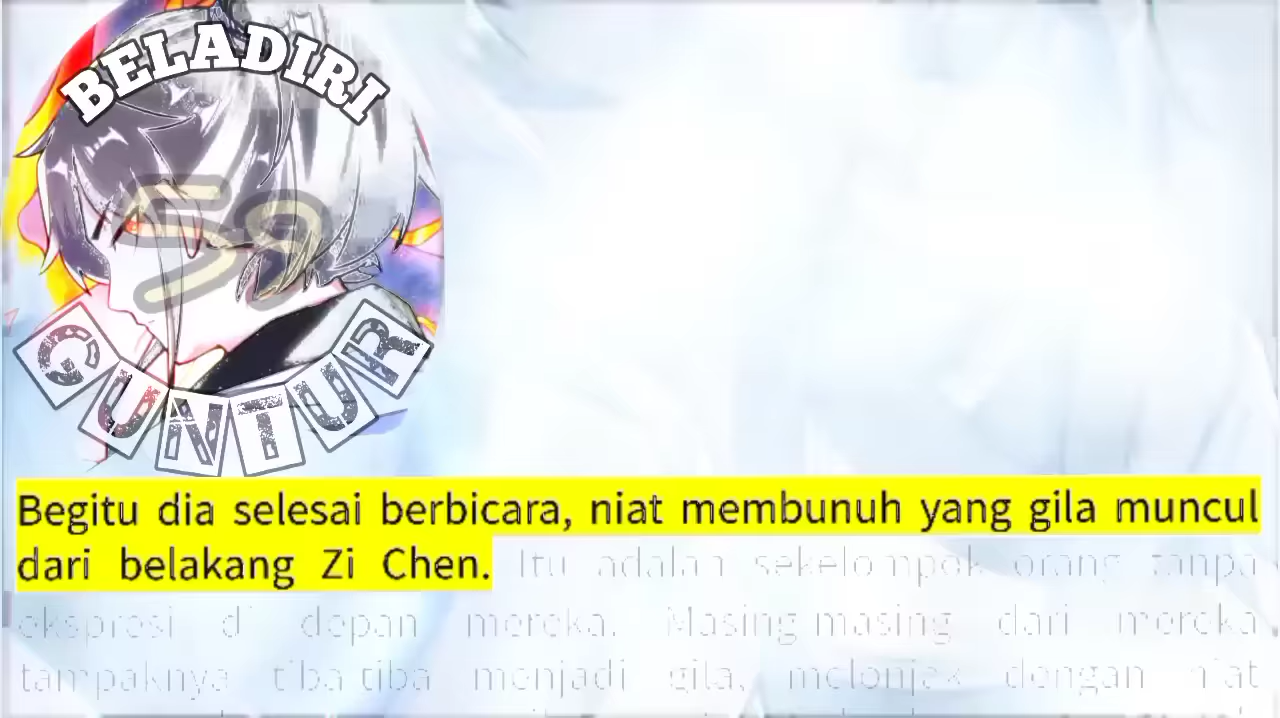 BELADIRI
59
GUNTUR
Begitu dia selesai berbicara, niat membunuh yang gila muncul
dari belakang Zi Chen. Itu adalah sekelompok orang tanpa
ekspresi di depan mereka. Masing-masing dari mereka
tampaknya tiba-tiba menjadi gila, melonjak dengan niat